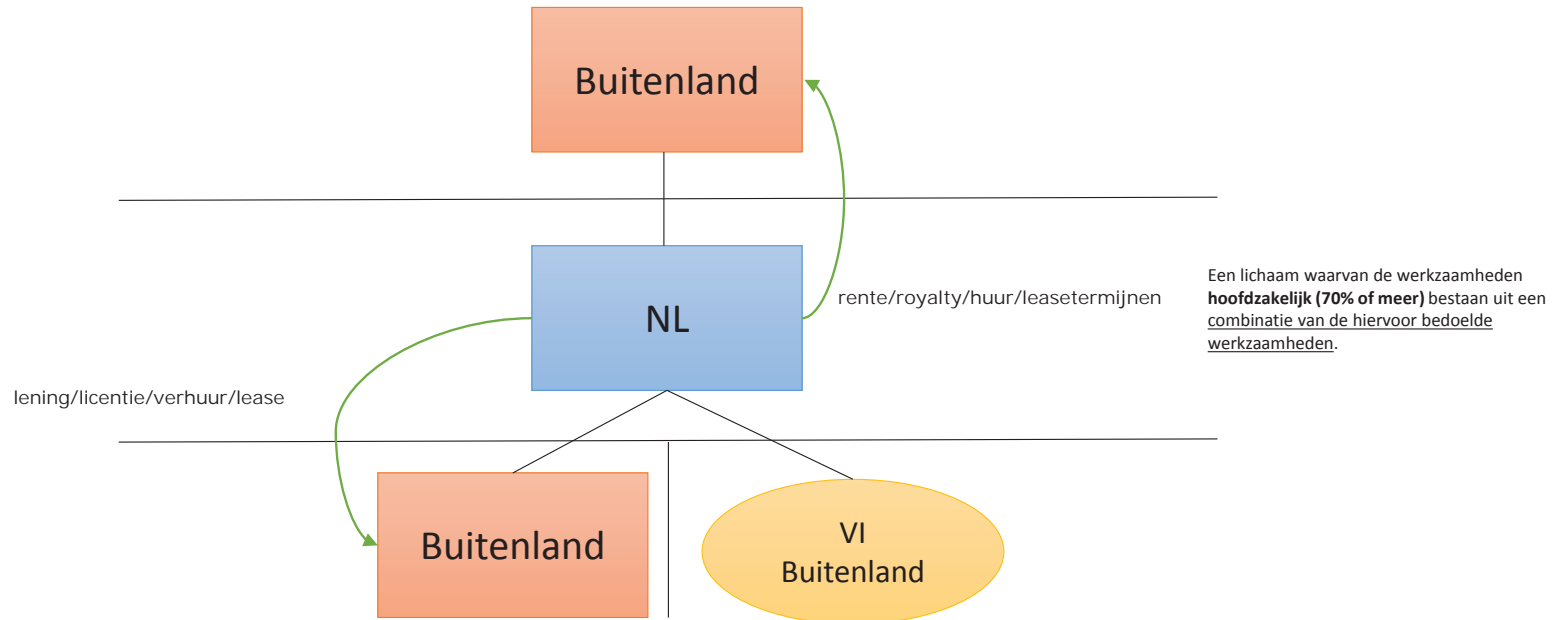 Buitenland
NL
rente/royalty/huur/leasetermijnen
Een lichaam waarvan de werkzaamheden
hoofdzakelijk (70% of meer) bestaan uit een
combinatie van de hiervoor bedoelde
werkzaamheden.
lening/licentie/verhuur/lease
Buitenland
VI
Buitenland